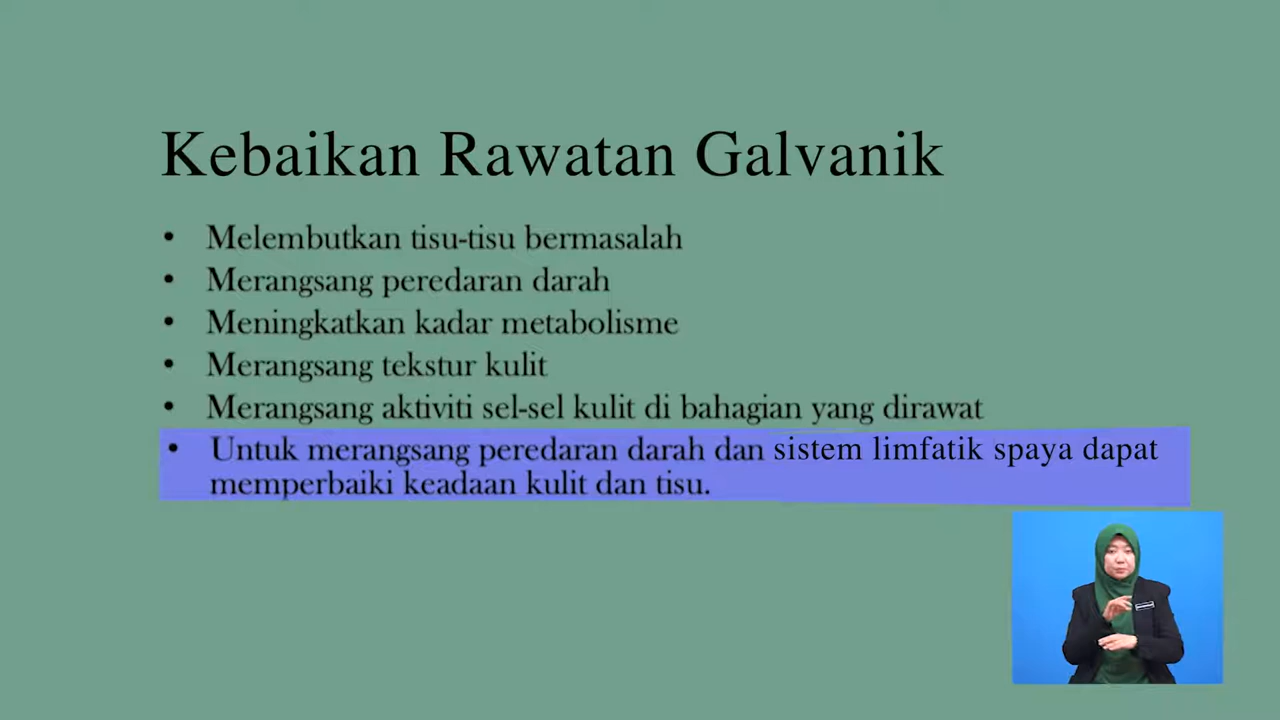 Kebaikan Rawatan Galvanik
• Melembutkan tisu-tisu bermasalah
• Merangsang peredaran darah
• Meningkatkan kadar metabolisme
• Merangsang tekstur kulit
• Merangsang aktiviti sel-sel kulit di bahagian yang dirawat
• Untuk merangsang peredaran darah dan sistem limfatik spaya dapat
memperbaiki keadaan kulit dan tisu.